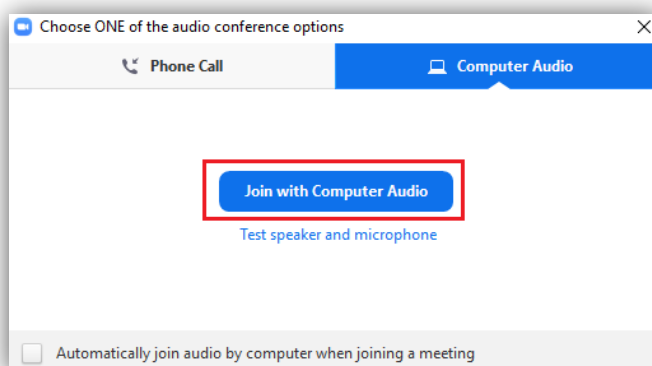 Choose ONE of the audio conference options
Phone Call
Computer Audio
Join with Computer Audio
Test speaker and microphone
Automatically join audio by computer when joining a meeting